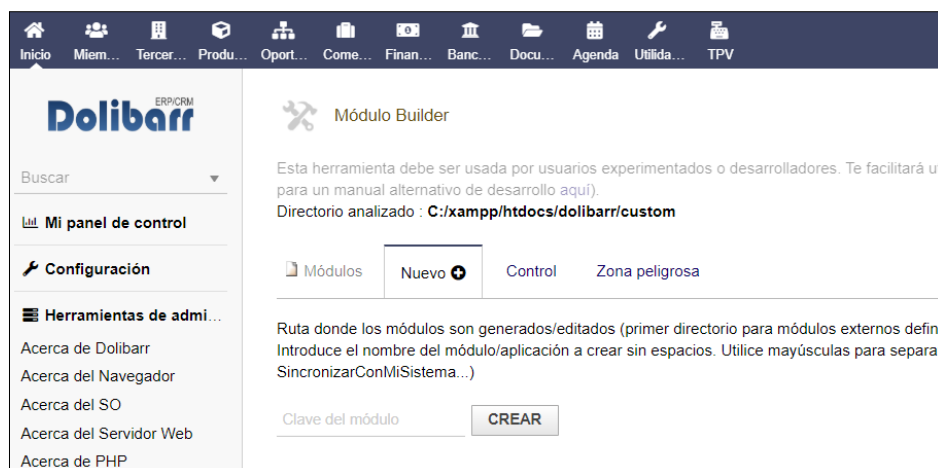 Inicio Miem... Tercer... Produ... Oport... Come... Finan... Banc... Docu... Agenda Utilida... TPV
Dolibarr ERP/CRM
Buscar
Mi panel de control
Configuración
Herramientas de admi...
Acerca de Dolibarr
Acerca del Navegador
Acerca del SO
Acerca del Servidor Web
Acerca de PHP
Módulo Builder
Esta herramienta debe ser usada por usuarios experimentados o desarrolladores. Te facilitará u
para un manual alternativo de desarrollo aquí).
Directorio analizado : C:/xampp/htdocs/dolibarr/custom
Módulos Nuevo Control Zona peligrosa
Ruta donde los módulos son generados/editados (primer directorio para módulos externos defin
Introduce el nombre del módulo/aplicación a crear sin espacios. Utilice mayúsculas para separa
SincronizarConMiSistema...)
Clave del módulo CREAR